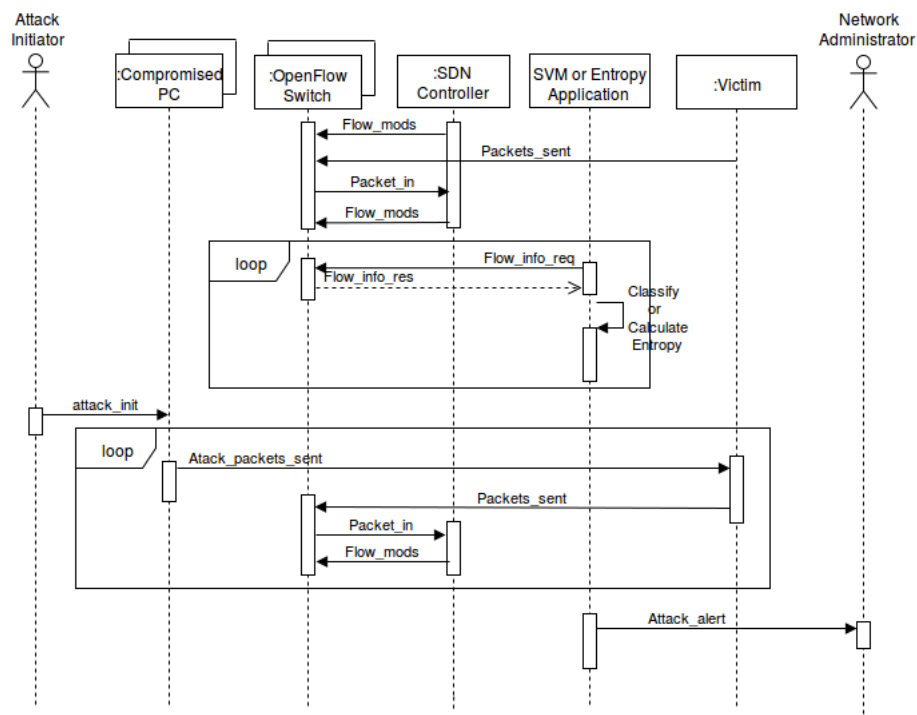 Attack
Initiator
Network
Administrator
:Compromised
PC
:OpenFlow
Switch
:SDN
Controller
SVM or Entropy
Application
:Victim
Flow_mods
Packets_sent
Packet_in
Flow_mods
loop
Flow_info_req
Flow_info_res
Classify
or
Calculate
Entropy
attack_init
loop
Atack_packets_sent
Packets_sent
Packet_in
Flow_mods
Attack_alert